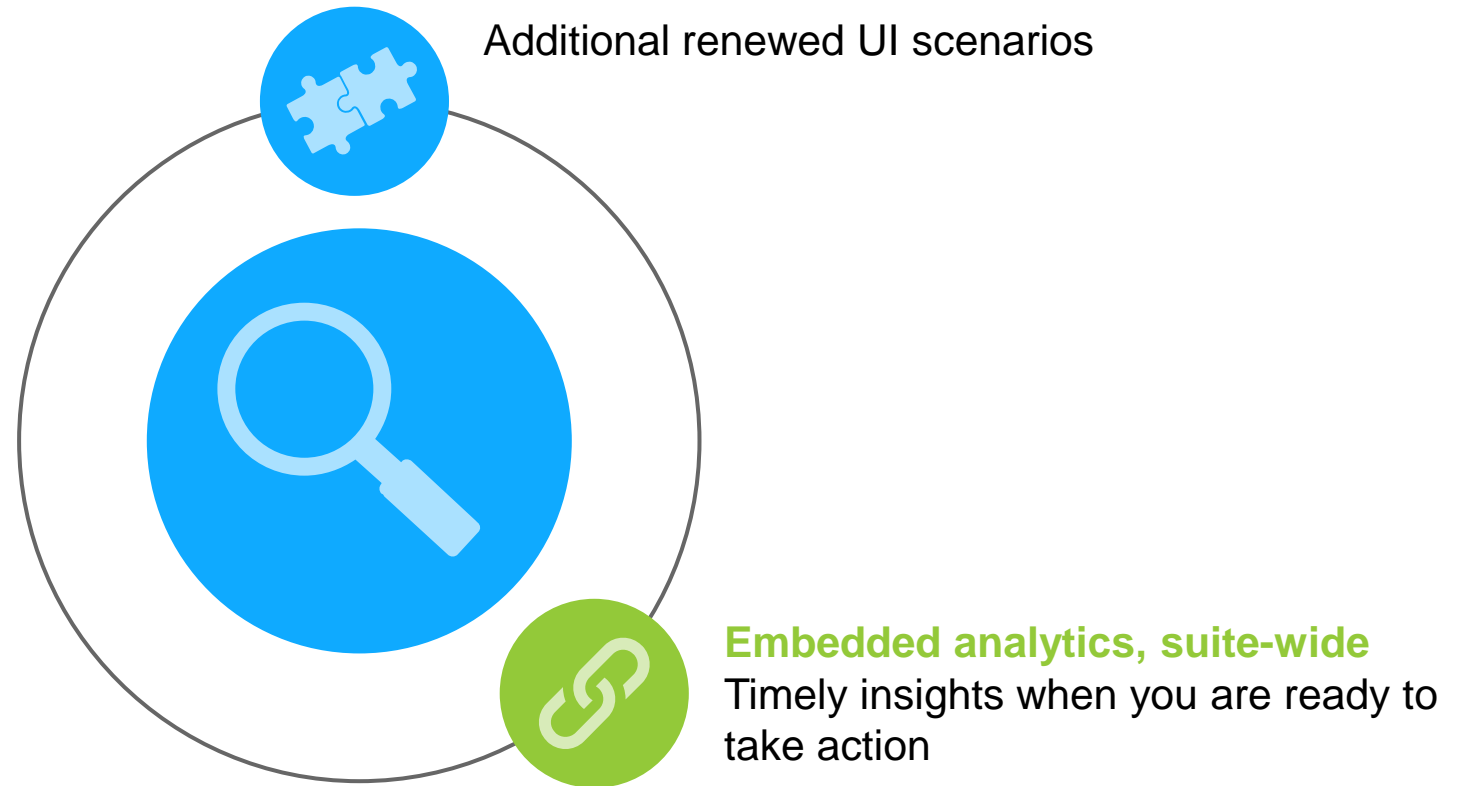 Additional renewed UI scenarios
Embedded analytics, suite-wide
Timely insights when you are ready to
take action